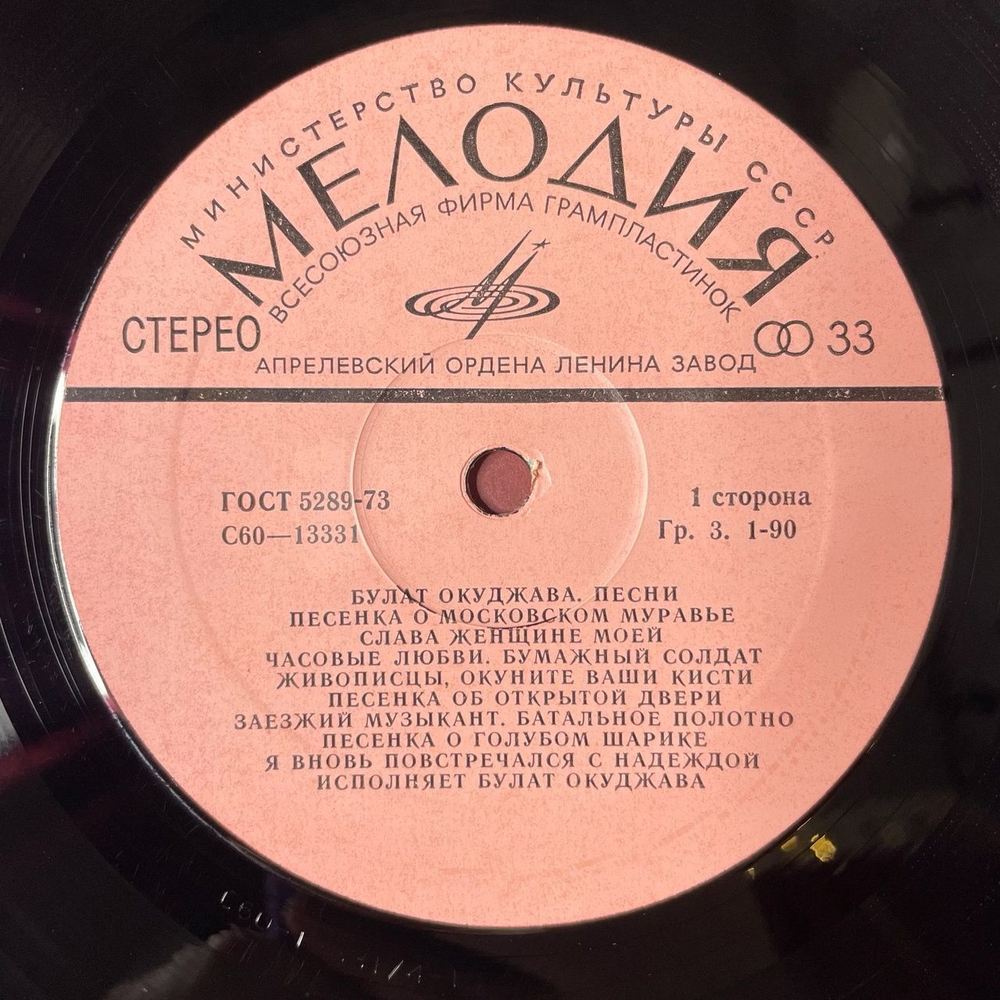 МИНИСТЕРСТВО КУЛЬТУРЫ СССР.
МЕЛОДИЯ
ВСЕСОЮЗНАЯ ФИРМА ГРАМПЛАСТИНОК
СТЕРЕО
33
АПРЕЛЕВСКИЙ ОРДЕНА ЛЕНИНА ЗАВОД
ГОСТ 5289-73
1 сторона
С60—13331
Гр. 3. 1-90
БУЛАТ ОКУДЖАВА. ПЕСНИ
ПЕСЕНКА О МОСКОВСКОМ МУРАВЬЕ
СЛАВА ЖЕНЩИНЕ МОЕЙ
ЧАСОВЫЕ ЛЮБВИ. БУМАЖНЫЙ СОЛДАТ
ЖИВОПИСЦЫ, ОКУНИТЕ ВАШИ КИСТИ
ПЕСЕНКА ОБ ОТКРЫТОЙ ДВЕРИ
ЗАЕЗЖИЙ МУЗЫКАНТ. БАТАЛЬНОЕ ПОЛОТНО
ПЕСЕНКА О ГОЛУБОМ ШАРИКЕ
Я ВНОВЬ ПОВСТРЕЧАЛСЯ С НАДЕЖДОЙ
ИСПОЛНЯЕТ БУЛАТ ОКУДЖАВА